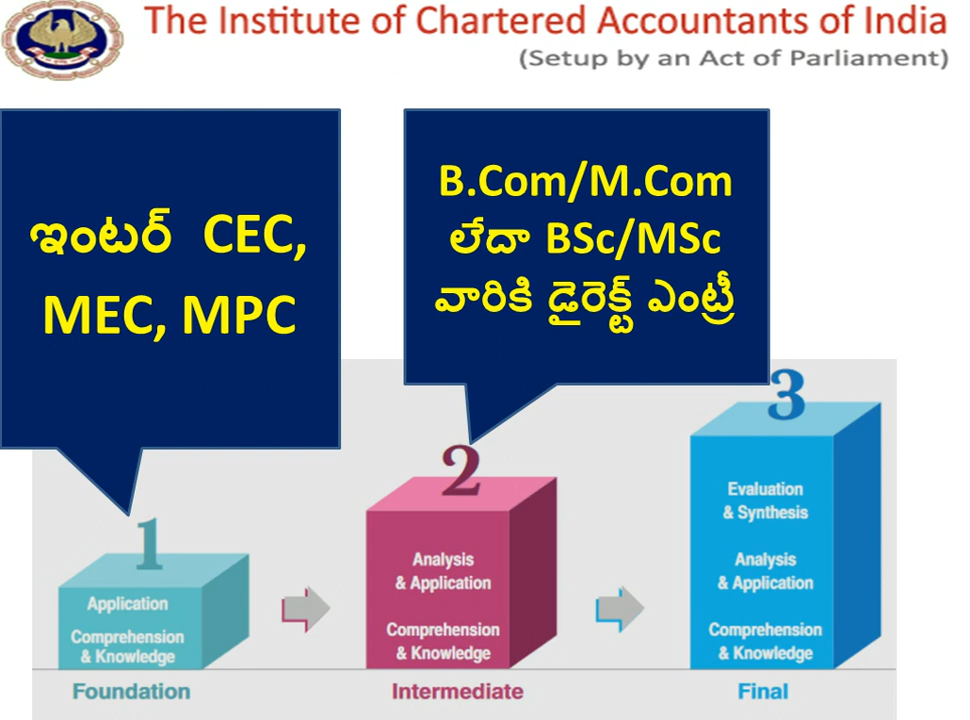 The Institute of Chartered Accountants of India
(Setup by an Act of Parliament)
ఇంటర్ CEC,
MEC, MPC
B.Com/M.Com
లేదా BSc/MSc
వారికి డైరెక్ట్ ఎంట్రీ
1
Application
Comprehension
& Knowledge
Foundation
2
Analysis
& Application
Comprehension
& Knowledge
Intermediate
3
Evaluation
& Synthesis
Analysis
& Application
Comprehension
& Knowledge
Final